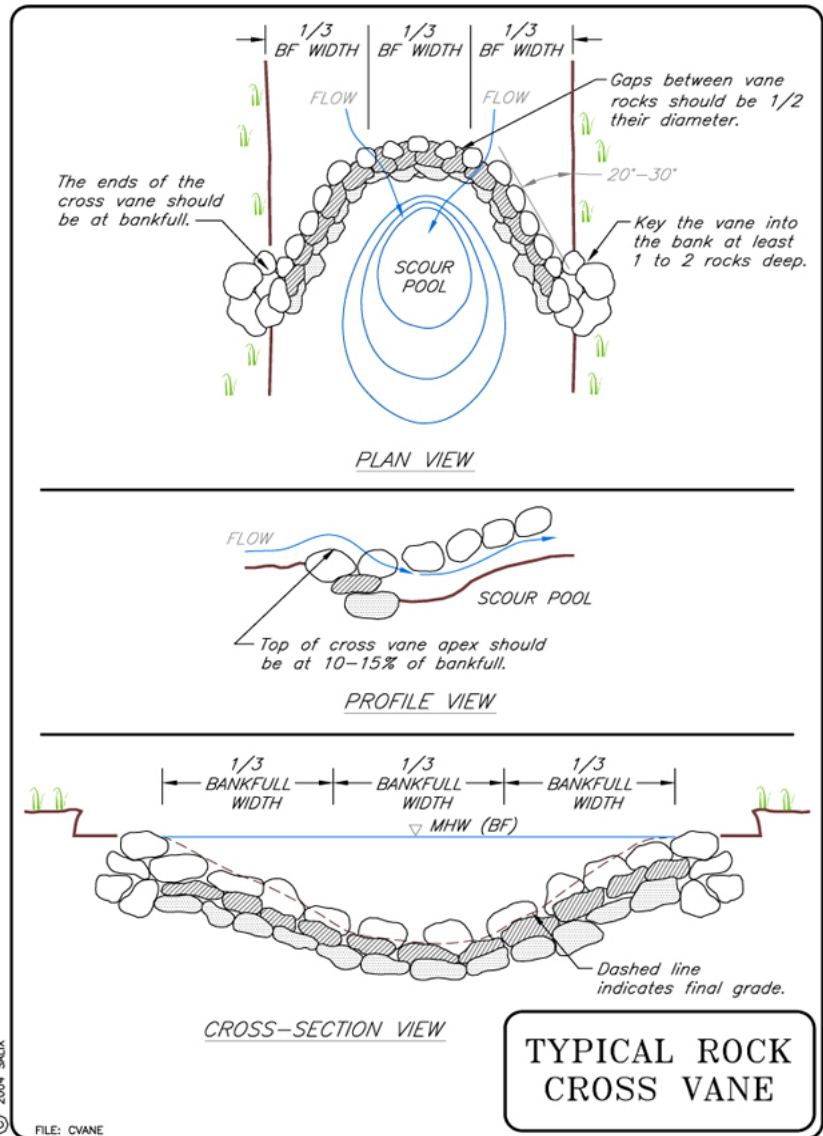 1/3 1/3 1/3
BF WIDTH BF WIDTH BF WIDTH
FLOW FLOW
Gaps between vane
rocks should be 1/2
their diameter.
The ends of the
cross vane should
be at bankfull.
20°-30°
Key the vane into
the bank at least
1 to 2 rocks deep.
SCOUR
POOL
PLAN VIEW
FLOW
SCOUR POOL
Top of cross vane apex should
be at 10-15% of bankfull.
PROFILE VIEW
1/3 1/3 1/3
BANKFULL BANKFULL BANKFULL
WIDTH WIDTH WIDTH
MHW (BF)
Dashed line
indicates final grade.
CROSS-SECTION VIEW
TYPICAL ROCK
CROSS VANE
© 2004 SALIX
FILE: CVANE